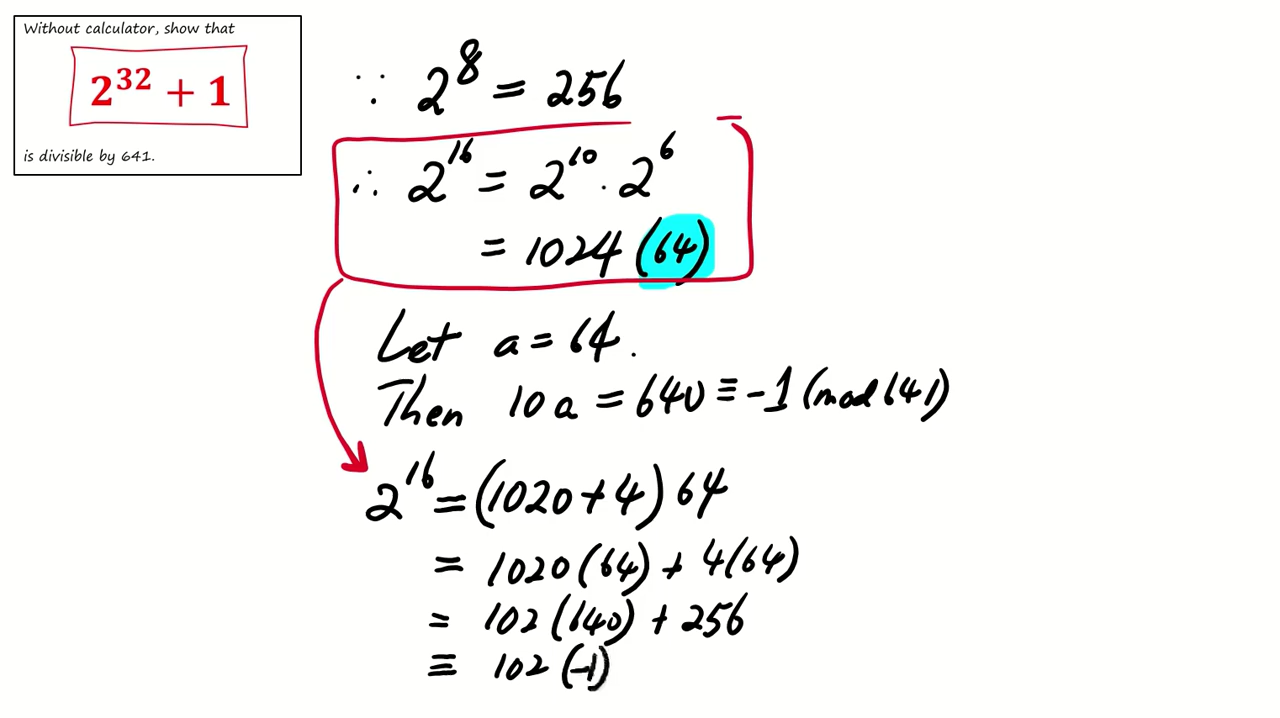 Without calculator, show that
2³² + 1
is divisible by 641.
∵ 2⁸ = 256
∴ 2¹⁶ = 2¹⁰ · 2⁶
= 1024 (64)
Let a = 64.
Then 10a = 640 ≡ -1 (mod 641)
2¹⁶ = (1020 + 4) 64
= 1020 (64) + 4(64)
= 102 (640) + 256
≡ 102 (-1)